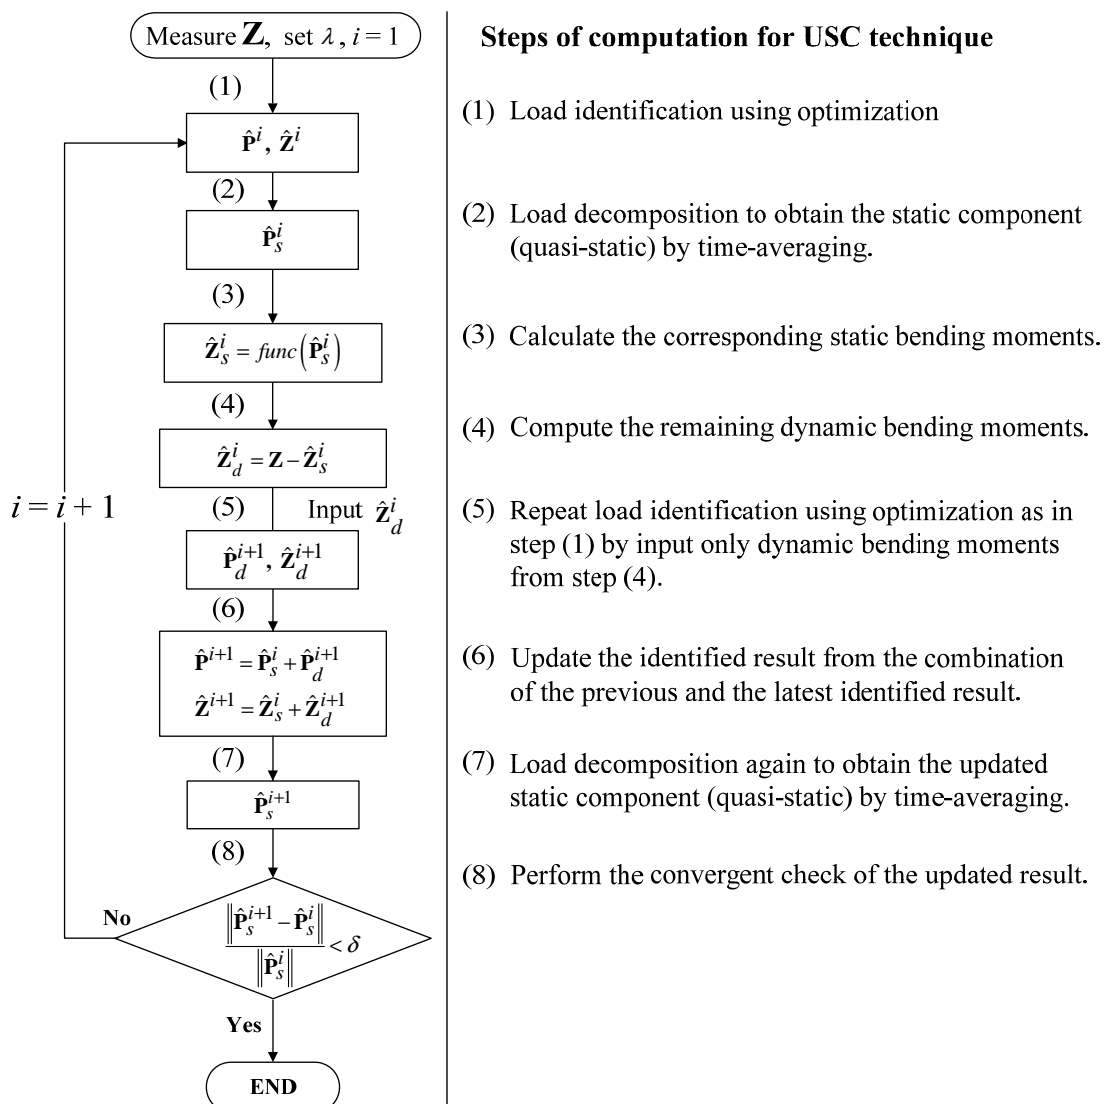 Measure Z, set λ, i = 1
(1)
P̂^i, Ẑ^i
(2)
P̂_s^i
(3)
Ẑ_s^i = func(P̂_s^i)
(4)
Ẑ_d^i = Z − Ẑ_s^i
(5) Input Ẑ_d^i
P̂_d^{i+1}, Ẑ_d^{i+1}
(6)
P̂^{i+1} = P̂_s^i + P̂_d^{i+1}
Ẑ^{i+1} = Ẑ_s^i + Ẑ_d^{i+1}
(7)
P̂_s^{i+1}
(8)
‖P̂_s^{i+1} − P̂_s^i‖ / ‖P̂_s^i‖ < δ
No
i = i + 1
Yes
END
Steps of computation for USC technique
(1) Load identification using optimization
(2) Load decomposition to obtain the static component
(quasi-static) by time-averaging.
(3) Calculate the corresponding static bending moments.
(4) Compute the remaining dynamic bending moments.
(5) Repeat load identification using optimization as in
step (1) by input only dynamic bending moments
from step (4).
(6) Update the identified result from the combination
of the previous and the latest identified result.
(7) Load decomposition again to obtain the updated
static component (quasi-static) by time-averaging.
(8) Perform the convergent check of the updated result.